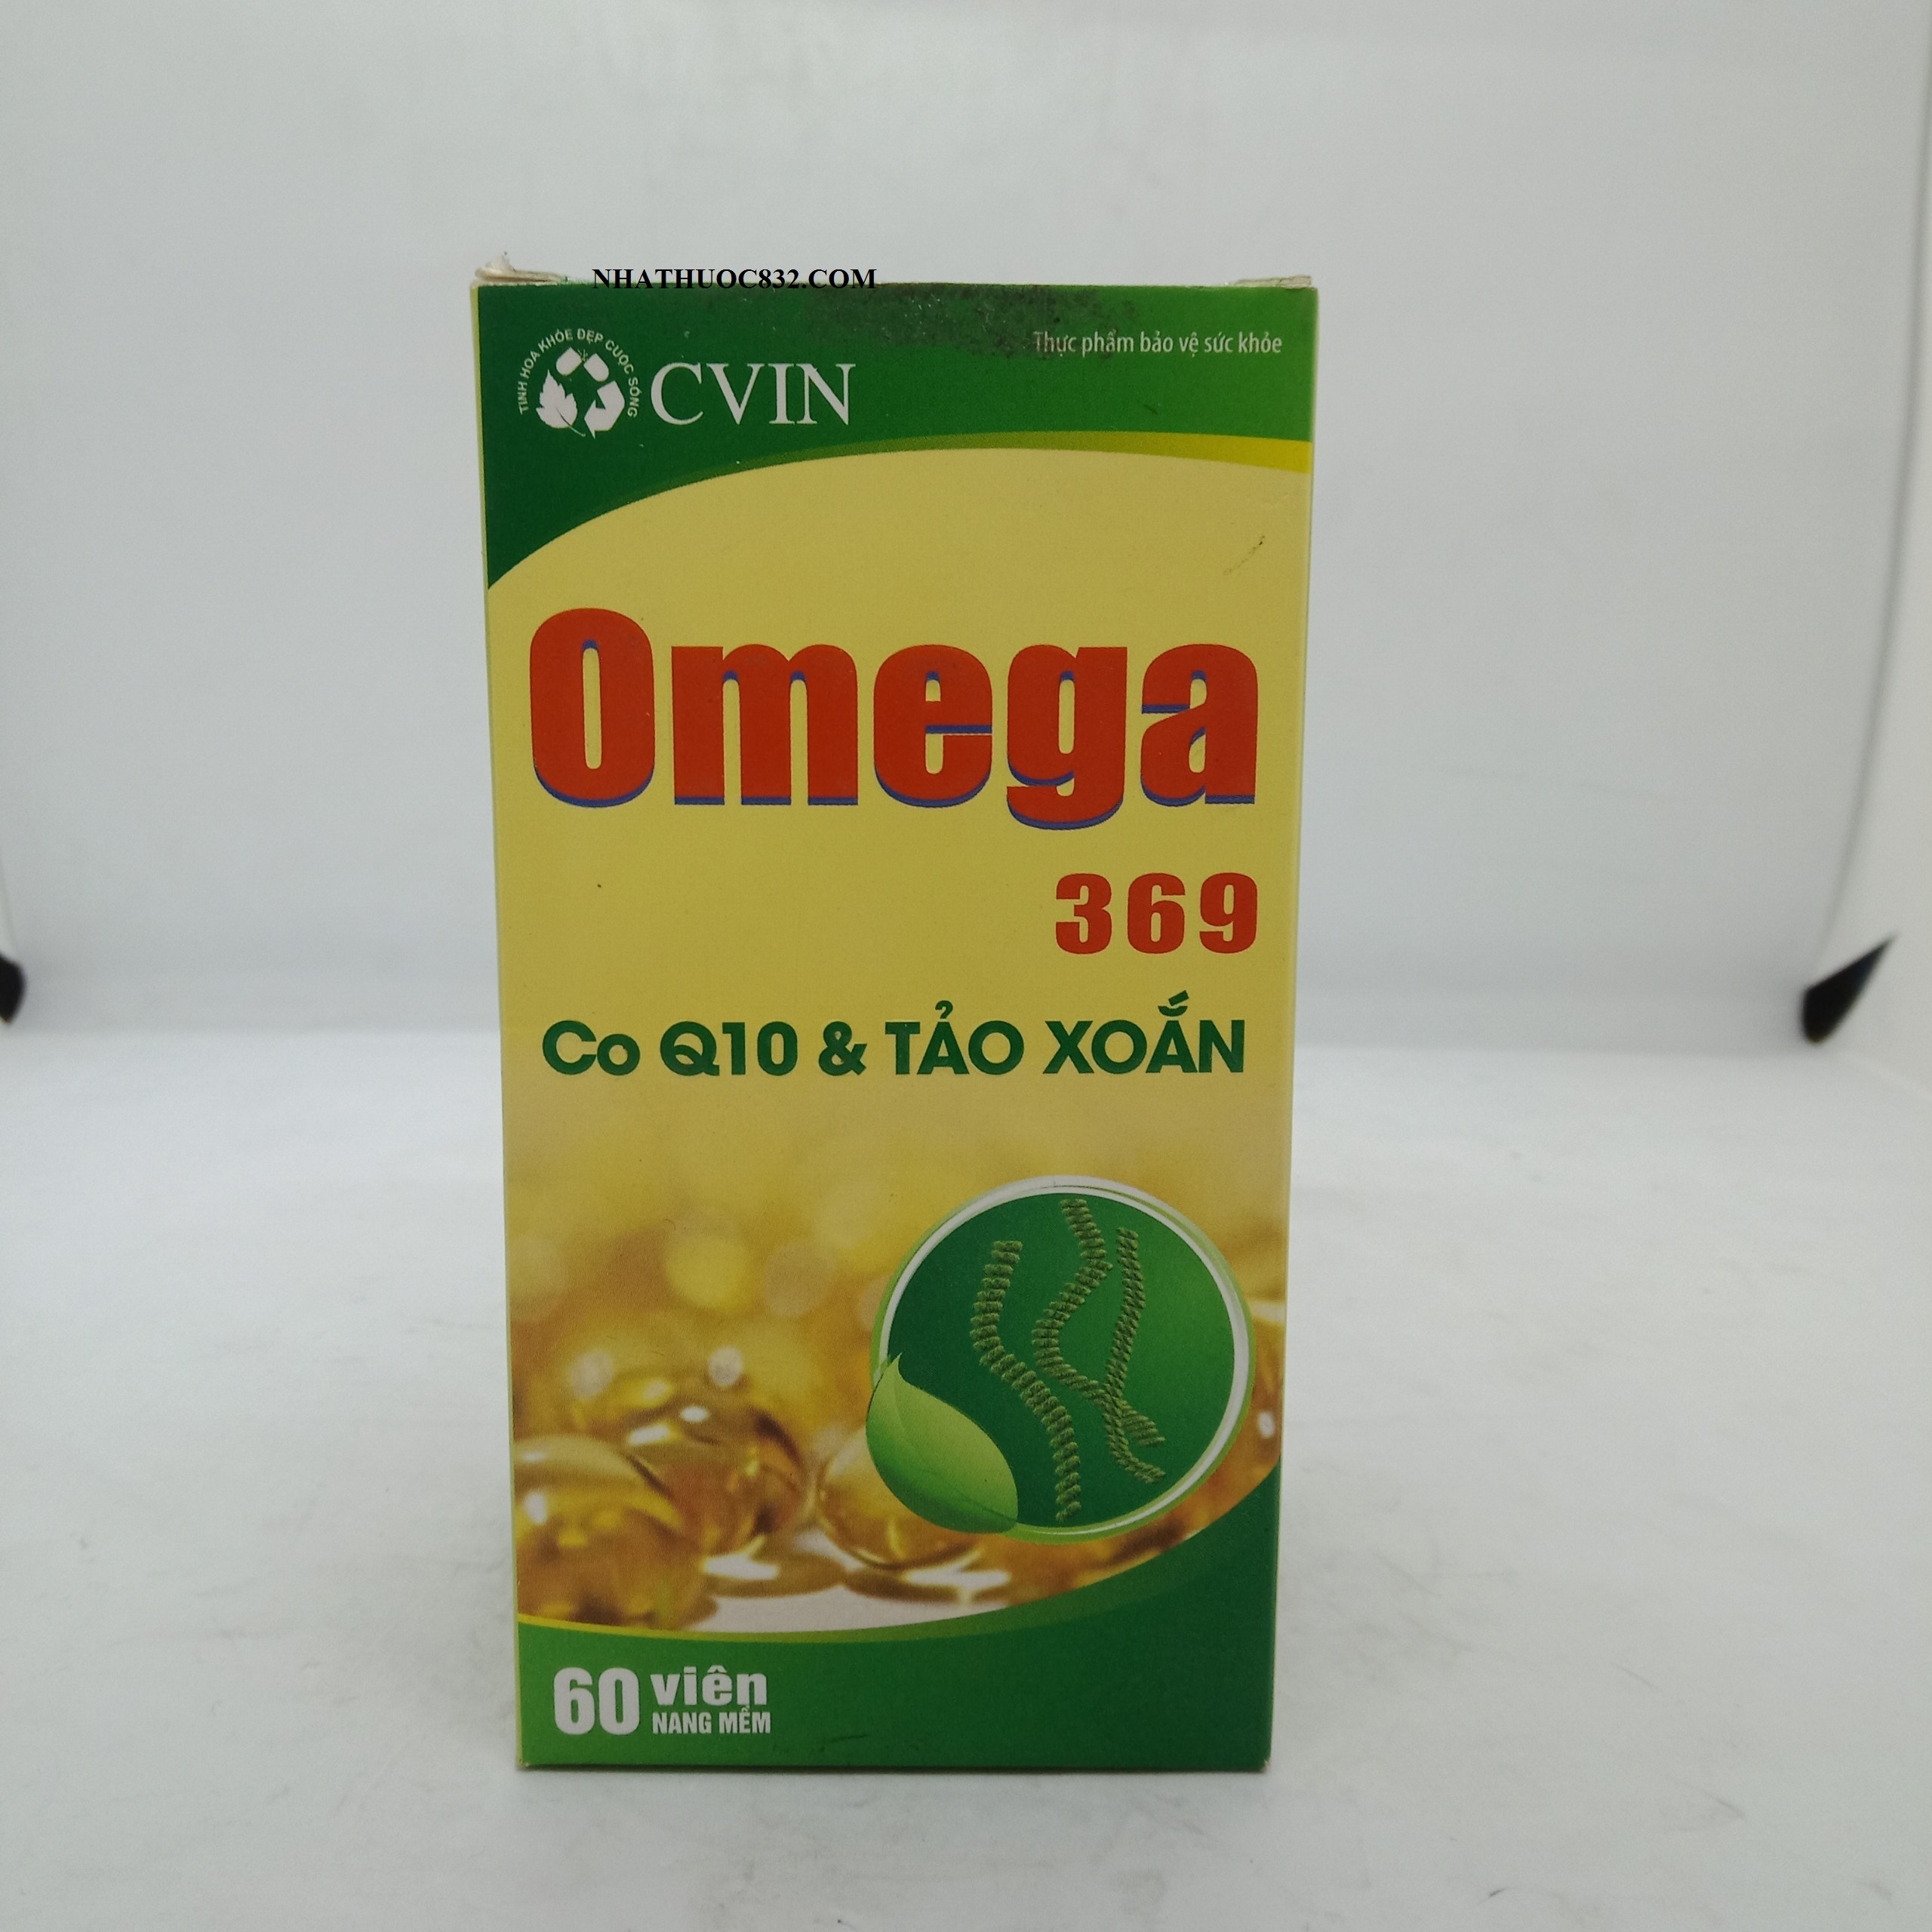 NHATHUOC832.COM
Thực phẩm bảo vệ sức khỏe
TINH HOA KHỎE ĐẸP CUỘC SỐNG
CVIN
Omega
369
Co Q10 & TẢO XOẮN
60 viên
NANG MỀM